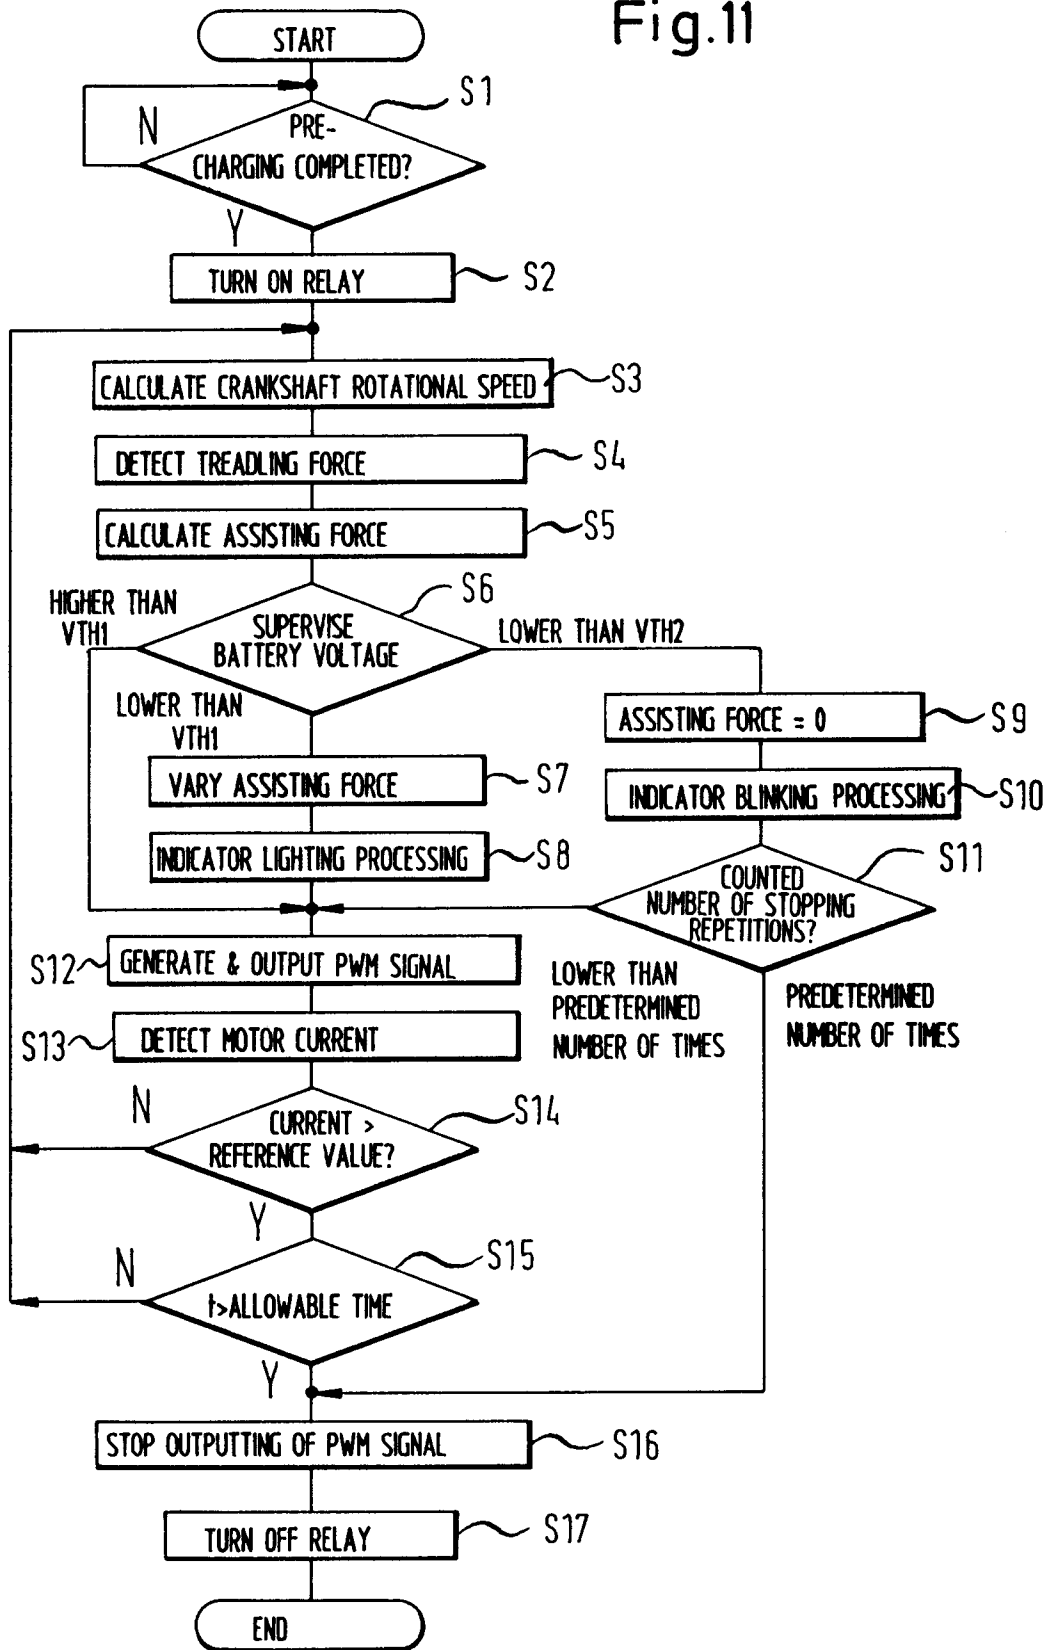 Fig.11
START
S1
N
PRE-
CHARGING COMPLETED?
Y
TURN ON RELAY
S2
CALCULATE CRANKSHAFT ROTATIONAL SPEED
S3
DETECT TREADLING FORCE
S4
CALCULATE ASSISTING FORCE
S5
S6
HIGHER THAN
VTH1
SUPERVISE
BATTERY VOLTAGE
LOWER THAN VTH2
LOWER THAN
VTH1
ASSISTING FORCE = 0
S9
VARY ASSISTING FORCE
S7
INDICATOR BLINKING PROCESSING
S10
INDICATOR LIGHTING PROCESSING
S8
S11
COUNTED
NUMBER OF STOPPING
REPETITIONS?
S12
GENERATE & OUTPUT PWM SIGNAL
LOWER THAN
PREDETERMINED
NUMBER OF TIMES
PREDETERMINED
NUMBER OF TIMES
S13
DETECT MOTOR CURRENT
N
S14
CURRENT >
REFERENCE VALUE?
Y
N
S15
t>ALLOWABLE TIME
Y
STOP OUTPUTTING OF PWM SIGNAL
S16
TURN OFF RELAY
S17
END